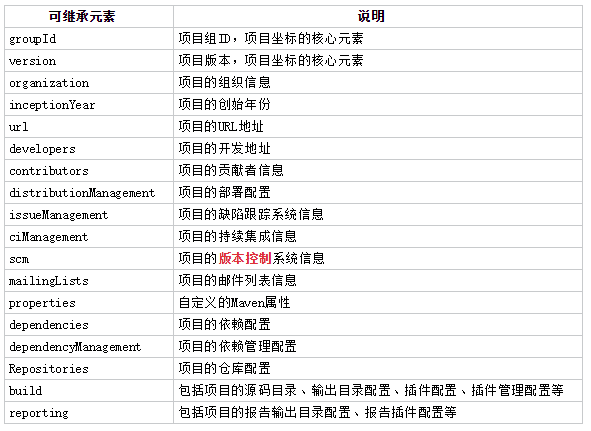 可继承元素 说明
groupId 项目组ID，项目坐标的核心元素
version 项目版本，项目坐标的核心元素
organization 项目的组织信息
inceptionYear 项目的创始年份
url 项目的URL地址
developers 项目的开发地址
contributors 项目的贡献者信息
distributionManagement 项目的部署配置
issueManagement 项目的缺陷跟踪系统信息
ciManagement 项目的持续集成信息
scm 项目的版本控制系统信息
mailingLists 项目的邮件列表信息
properties 自定义的Maven属性
dependencies 项目的依赖配置
dependencyManagement 项目的依赖管理配置
Repositories 项目的仓库配置
build 包括项目的源码目录、输出目录配置、插件配置、插件管理配置等
reporting 包括项目的报告输出目录配置、报告插件配置等